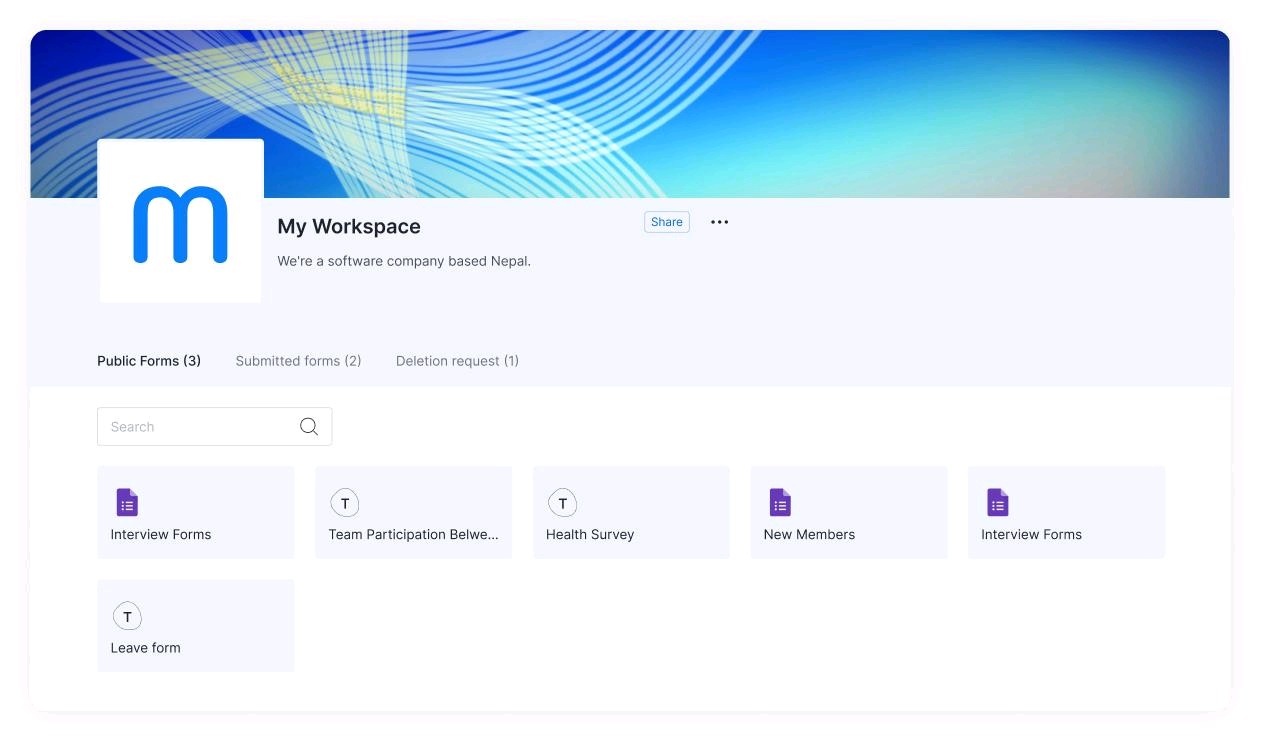 m
My Workspace
Share
We're a software company based Nepal.
Public Forms (3) Submitted forms (2) Deletion request (1)
Search
Interview Forms
T
Team Participation Belwe...
T
Health Survey
New Members
Interview Forms
T
Leave form